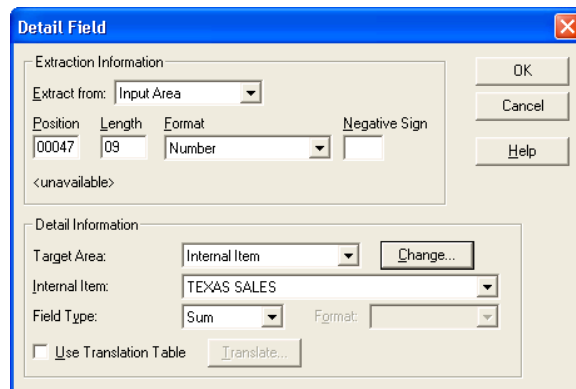 Detail Field
Extraction Information
Extract from: Input Area
OK
Cancel
Position Length Format Negative Sign
00047 09 Number
Help
<unavailable>
Detail Information
Target Area: Internal Item Change...
Internal Item: TEXAS SALES
Field Type: Sum Format:
Use Translation Table Translate...